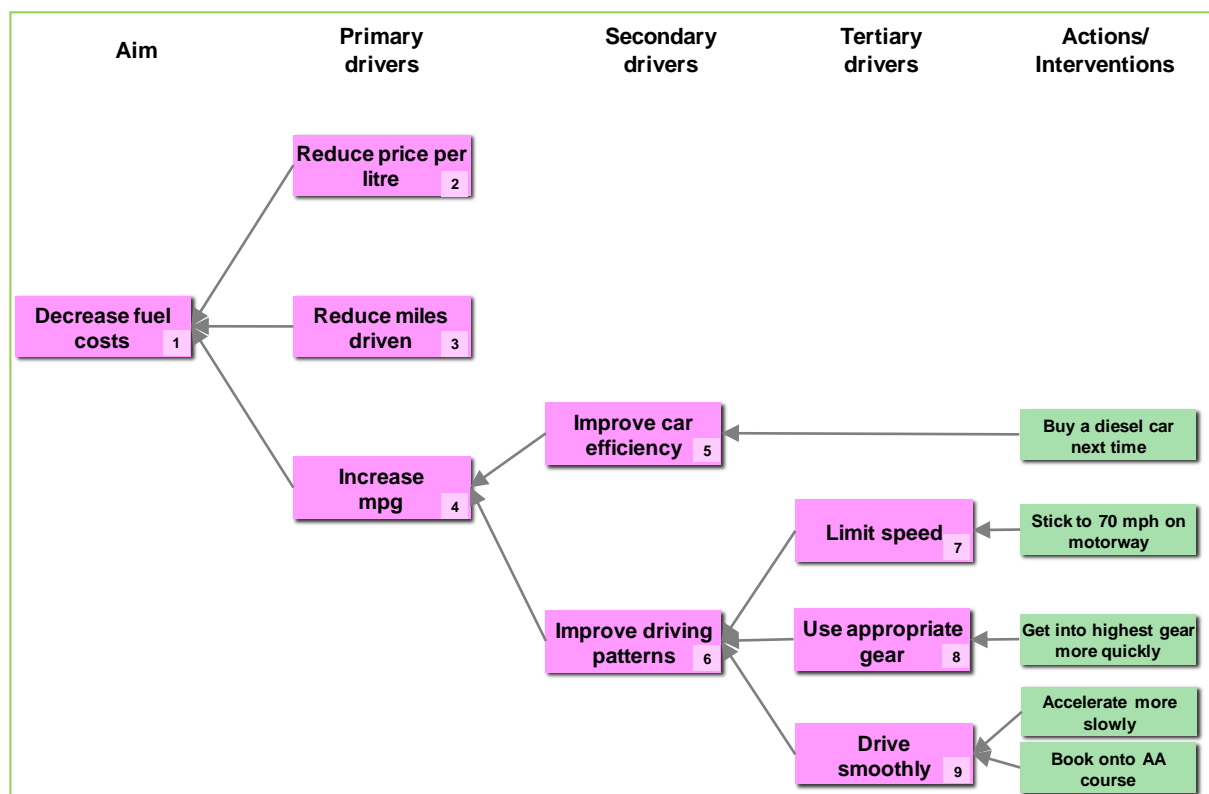 Aim
Primary
drivers
Secondary
drivers
Tertiary
drivers
Actions/
Interventions
Reduce price per
litre
2
Decrease fuel
costs
1
Reduce miles
driven
3
Increase
mpg
4
Improve car
efficiency
5
Buy a diesel car
next time
Limit speed
7
Stick to 70 mph on
motorway
Improve driving
patterns
6
Use appropriate
gear
8
Get into highest gear
more quickly
Drive
smoothly
9
Accelerate more
slowly
Book onto AA
course